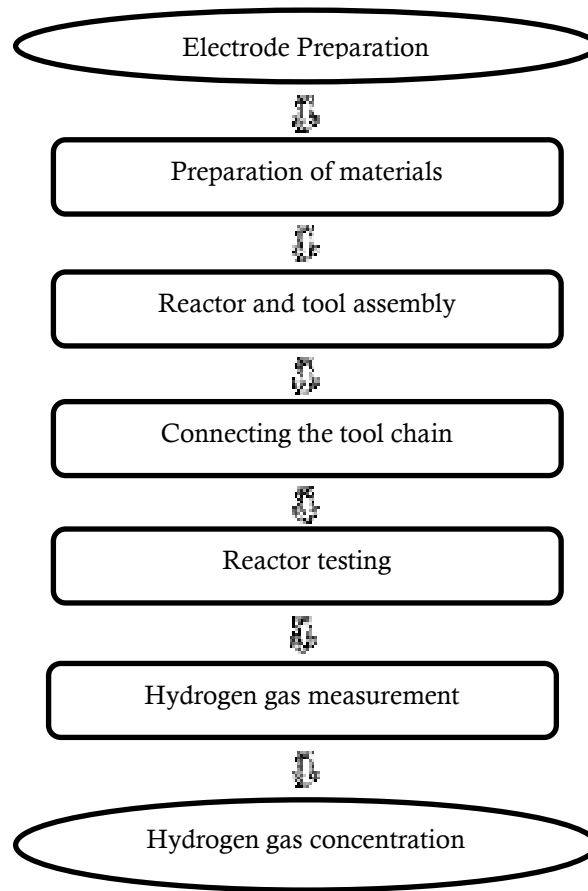 Electrode Preparation
Preparation of materials
Reactor and tool assembly
Connecting the tool chain
Reactor testing
Hydrogen gas measurement
Hydrogen gas concentration